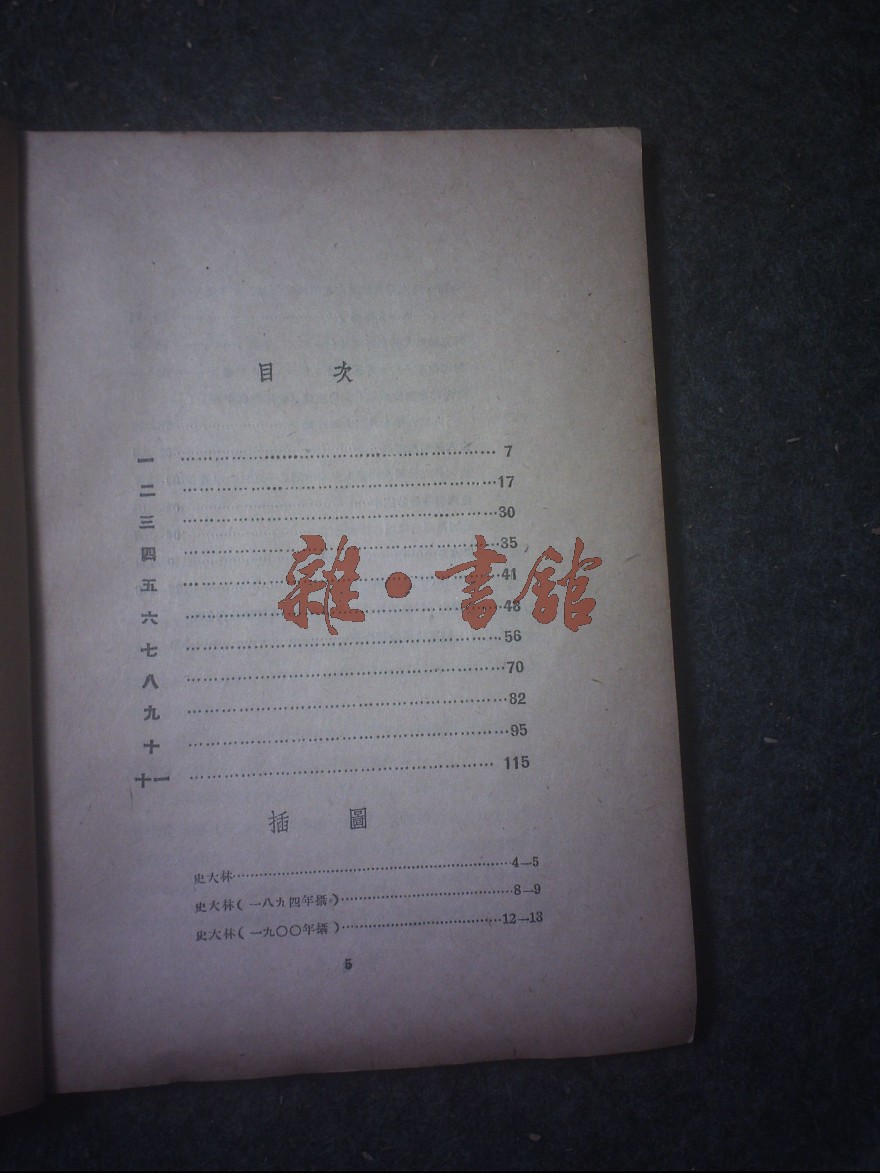 目 次
一 ……………………………………………… 7
二 ………………………………………………17
三 ………………………………………………30
四 ………………………………………………35
五 ………………………………………………41
六 ………………………………………………48
七 ………………………………………………56
八 ………………………………………………70
九 ………………………………………………82
十 ………………………………………………95
十一 ……………………………………………… 115
雜·書館
插 圖
史大林………………………………………4—5
史大林(一八九四年攝)………………………8—9
史大林(一九〇〇年攝)………………………12—13
5